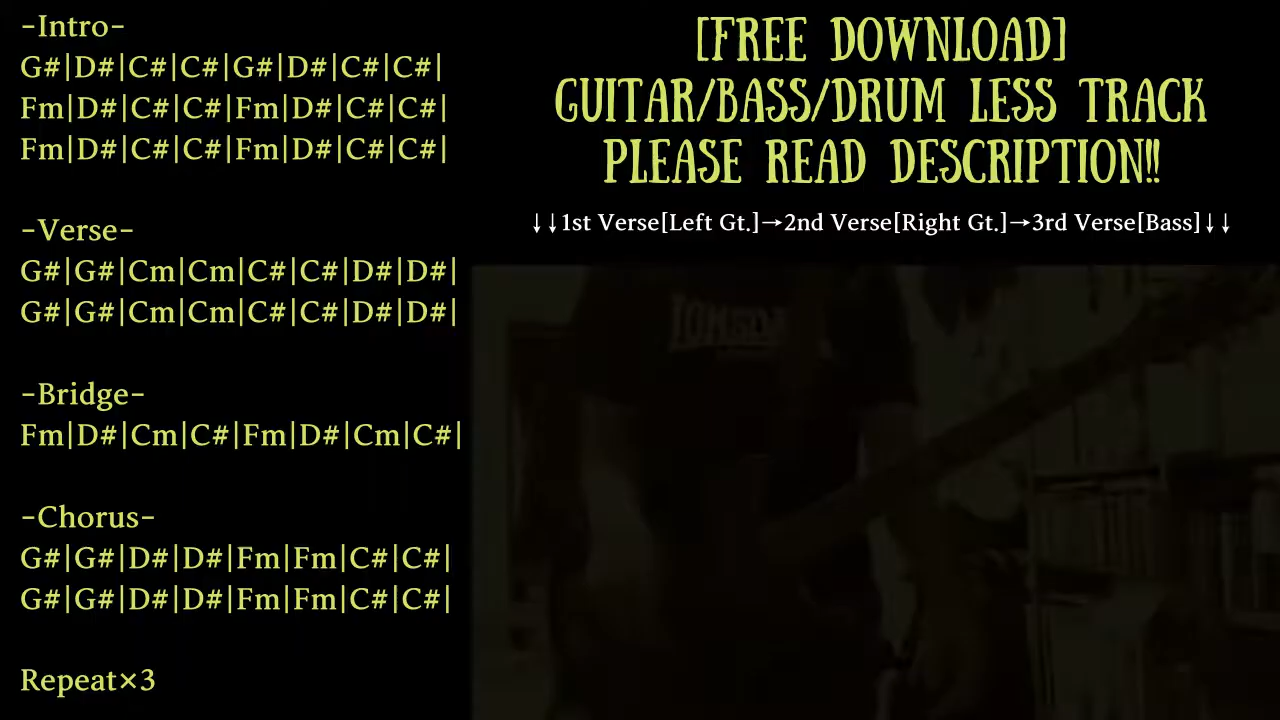 -Intro-
G#|D#|C#|C#|G#|D#|C#|C#|
Fm|D#|C#|C#|Fm|D#|C#|C#|
Fm|D#|C#|C#|Fm|D#|C#|C#|
-Verse-
G#|G#|Cm|Cm|C#|C#|D#|D#|
G#|G#|Cm|Cm|C#|C#|D#|D#|
-Bridge-
Fm|D#|Cm|C#|Fm|D#|Cm|C#|
-Chorus-
G#|G#|D#|D#|Fm|Fm|C#|C#|
G#|G#|D#|D#|Fm|Fm|C#|C#|
Repeat×3
[FREE DOWNLOAD]
GUITAR/BASS/DRUM LESS TRACK
PLEASE READ DESCRIPTION!!
↓↓1st Verse[Left Gt.]→2nd Verse[Right Gt.]→3rd Verse[Bass]↓↓